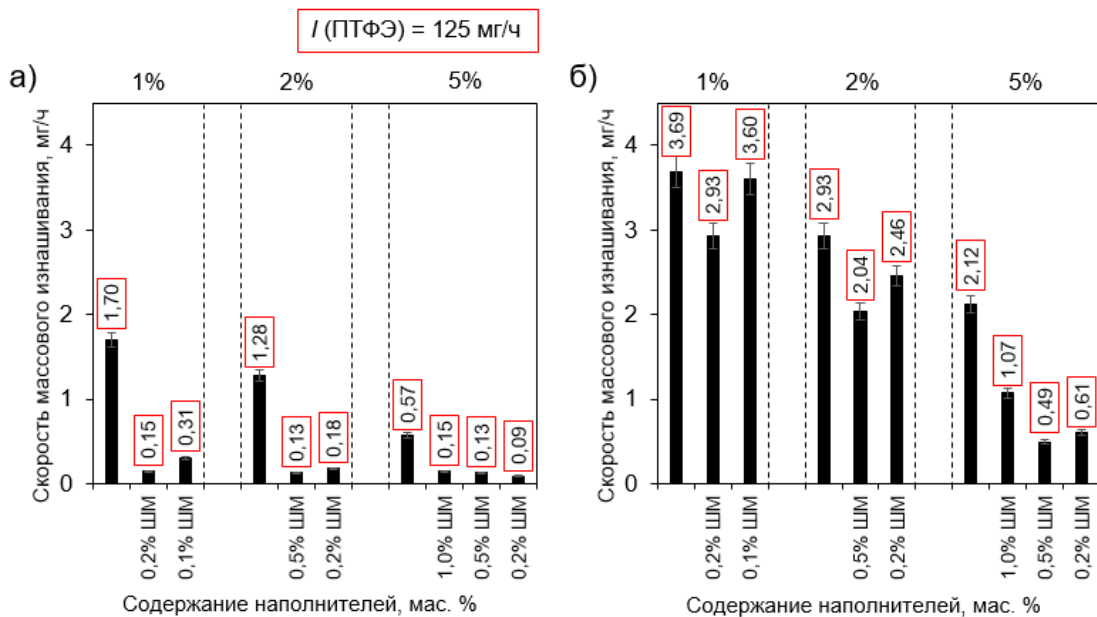 I (ПТФЭ) = 125 мг/ч
а)
1%
2%
5%
Скорость массового изнашивания, мг/ч
4
3
2
1
0
1,70
0,15
0,31
1,28
0,13
0,18
0,57
0,15
0,13
0,09
0,2% ШМ
0,1% ШМ
0,5% ШМ
0,2% ШМ
1,0% ШМ
0,5% ШМ
0,2% ШМ
Содержание наполнителей, мас. %
б)
1%
2%
5%
Скорость массового изнашивания, мг/ч
4
3
2
1
0
3,69
2,93
3,60
2,93
2,04
2,46
2,12
1,07
0,49
0,61
0,2% ШМ
0,1% ШМ
0,5% ШМ
0,2% ШМ
1,0% ШМ
0,5% ШМ
0,2% ШМ
Содержание наполнителей, мас. %